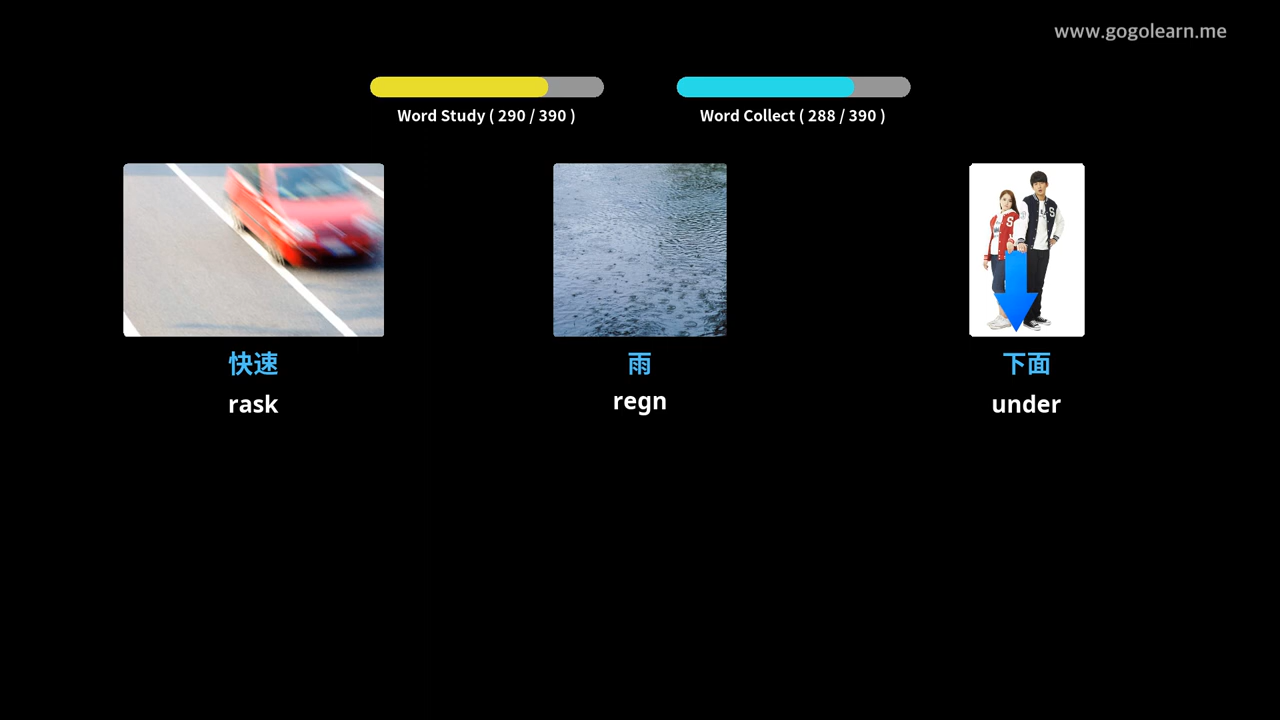 www.gogolearn.me
Word Study ( 290 / 390 )
Word Collect ( 288 / 390 )
快速
雨
下面
rask
regn
under